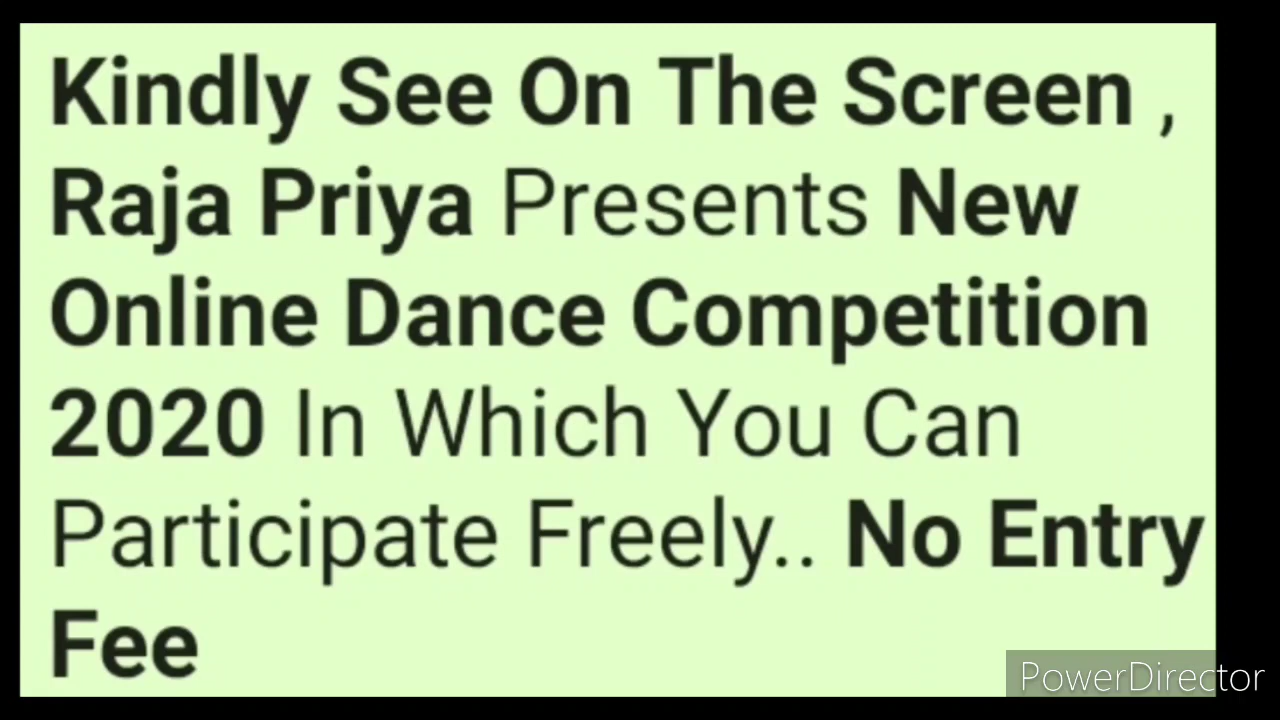 Kindly See On The Screen ,
Raja Priya Presents New
Online Dance Competition
2020 In Which You Can
Participate Freely.. No Entry
Fee
PowerDirector